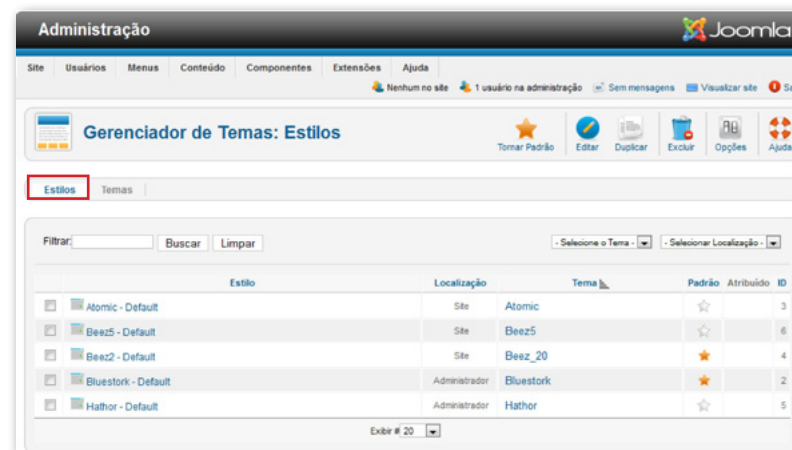 Administração
Joomla
Site Usuários Menus Conteúdo Componentes Extensões Ajuda
Nenhum no site 1 usuário na administração Sem mensagens Visualizar site
Gerenciador de Temas: Estilos
Tornar Padrão Editar Duplicar Excluir Opções Ajuda
Estilos Temas
Filtrar: Buscar Limpar - Selecione o Tema - - Selecionar Localização -
Estilo Localização Tema Padrão Atribuído ID
Atomic - Default Site Atomic 3
Beez5 - Default Site Beez5 6
Beez2 - Default Site Beez_20 4
Bluestork - Default Administrador Bluestork 2
Hathor - Default Administrador Hathor 5
Exibir # 20